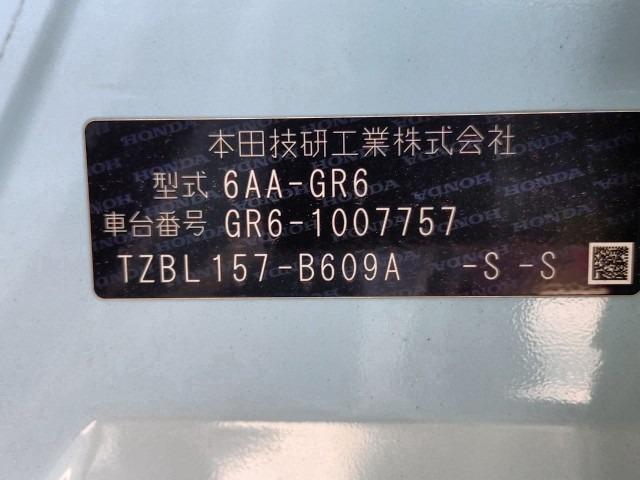 本田技研工業株式会社
型式 6AA-GR6
車台番号 GR6-1007757
TZBL157-B609A -S -S